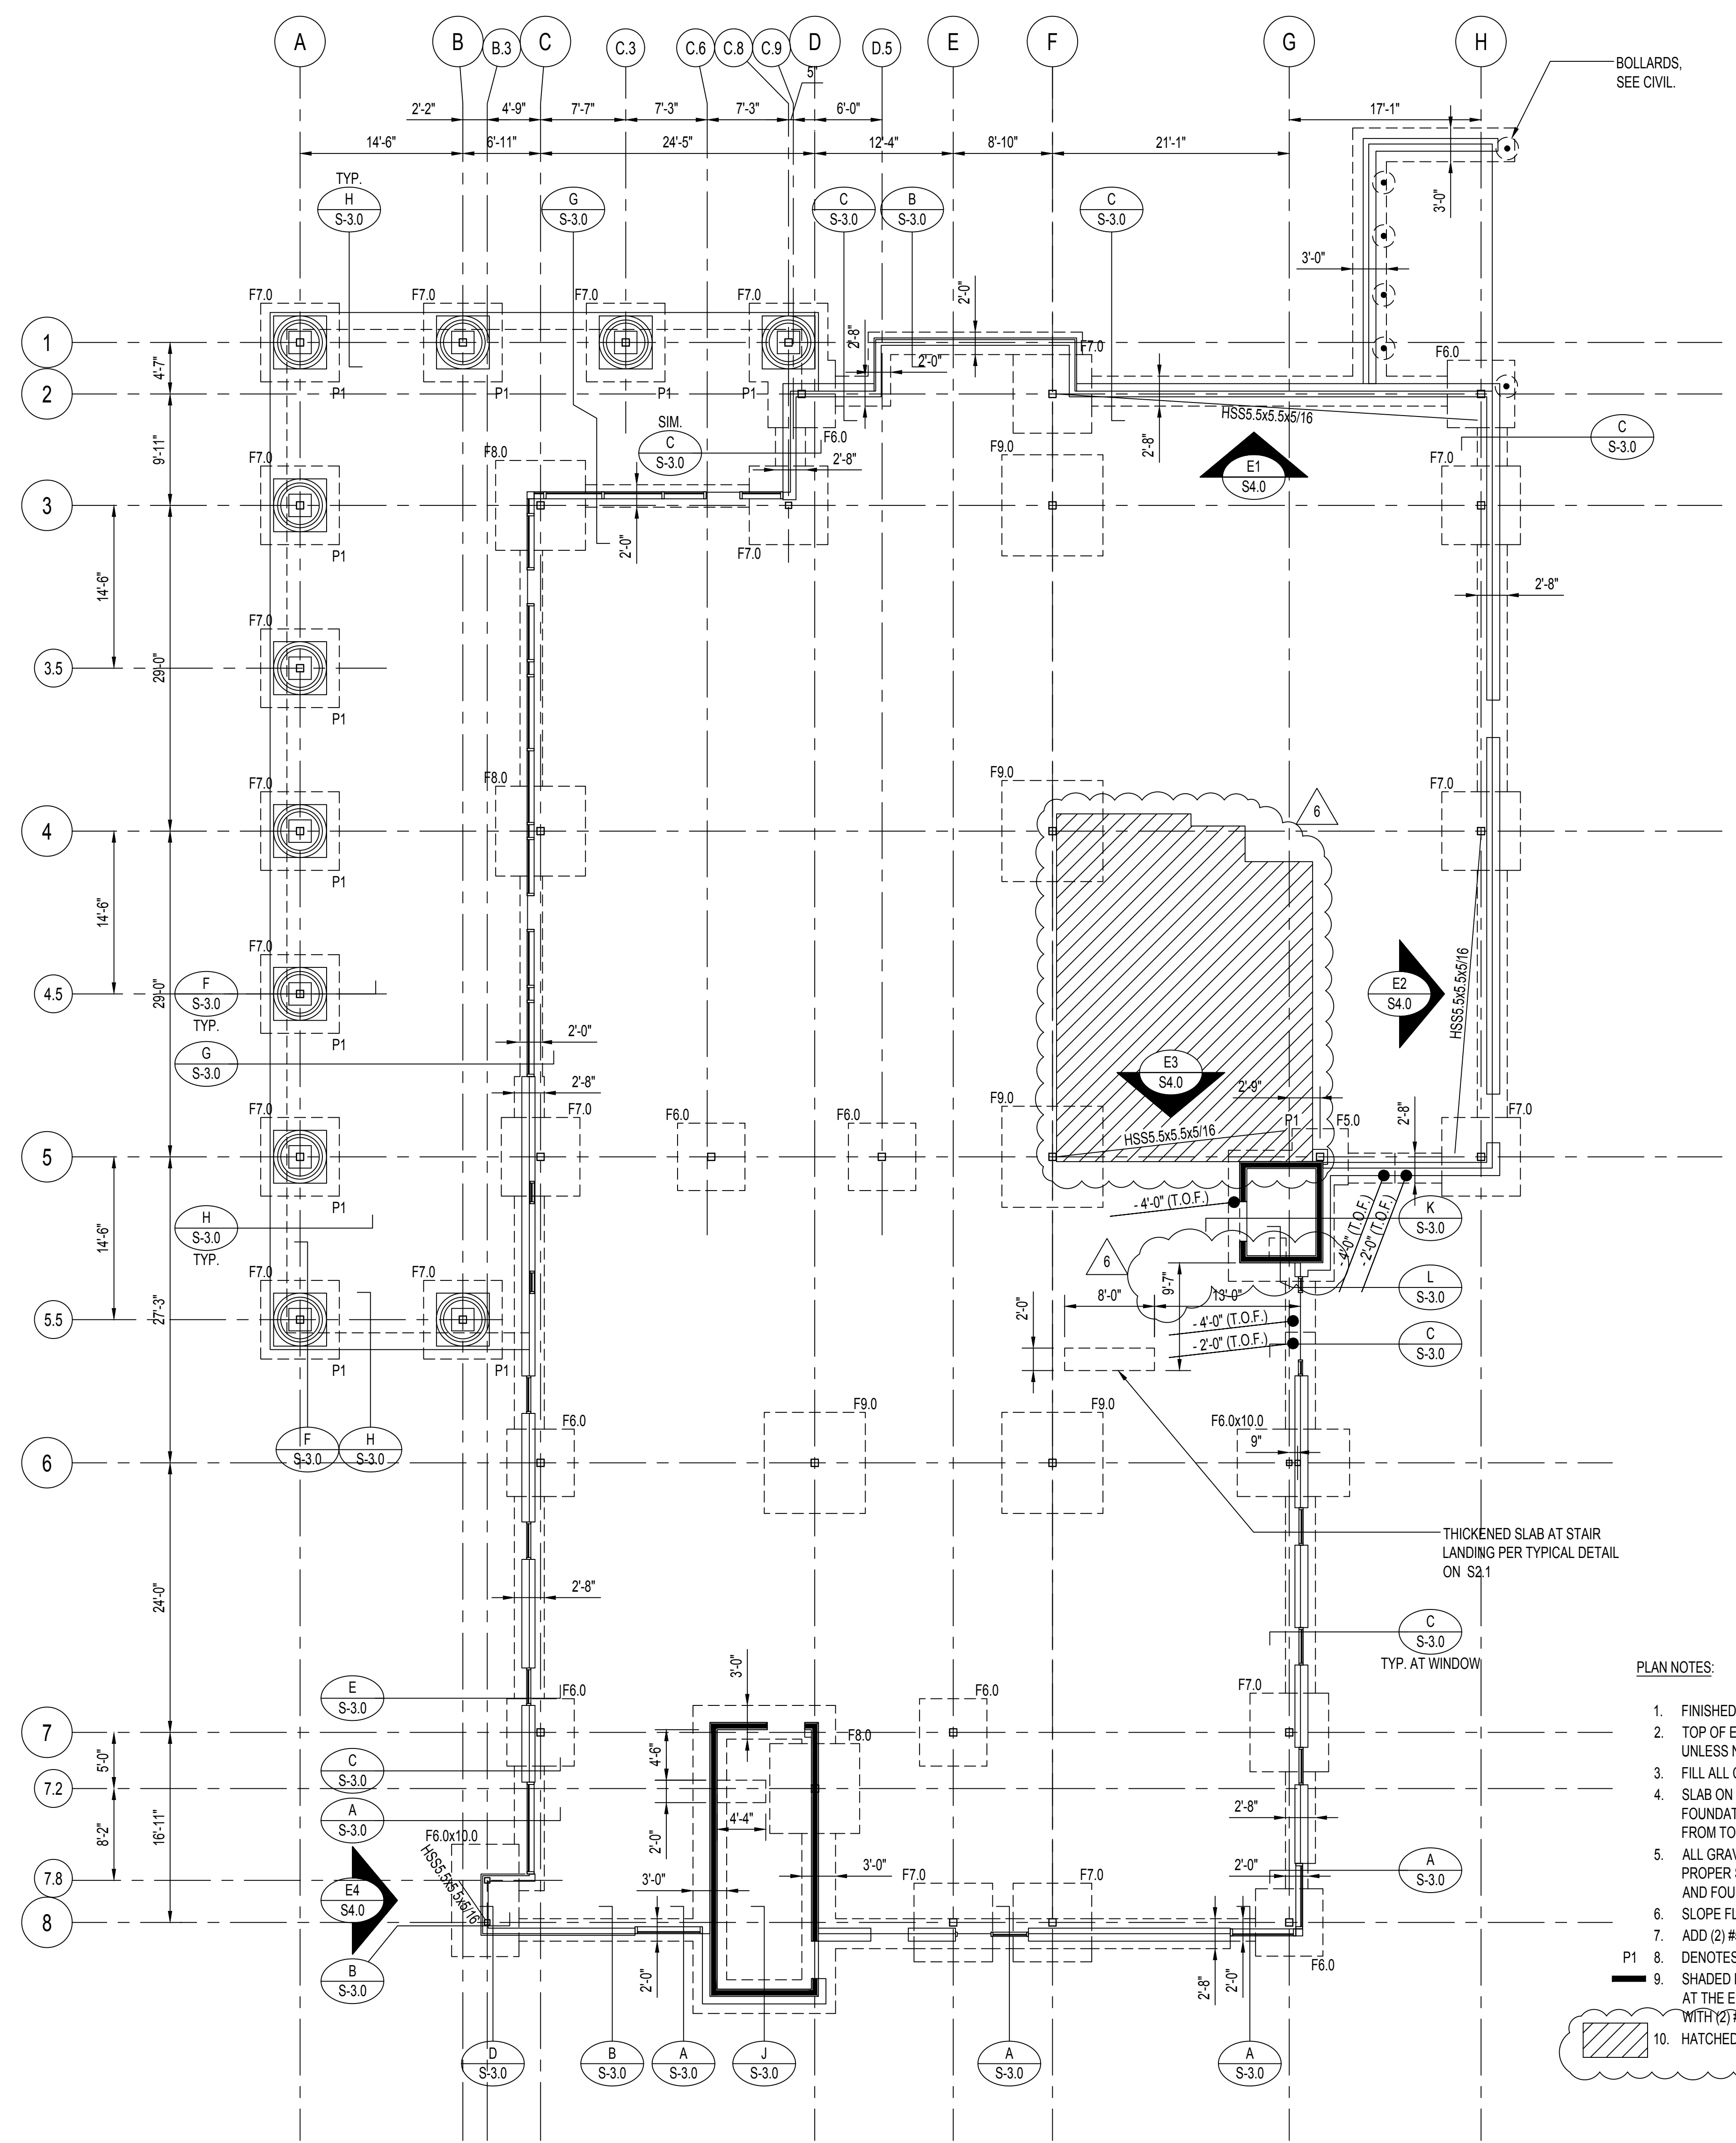 A
B
B.3
C
C.3
C.6
C.8
C.9
D
D.5
E
F
G
H
BOLLARDS,
SEE CIVIL.
5"
2'-2"
4'-9"
7'-7"
7'-3"
7'-3"
6'-0"
17'-1"
14'-6"
6'-11"
24'-5"
12'-4"
8'-10"
21'-1"
TYP.
H
S-3.0
G
S-3.0
C
S-3.0
B
S-3.0
C
S-3.0
3'-0"
3'-0"
2'-0"
2'-8"
2'-0"
F7.0
F7.0
F7.0
F7.0
F7.0
F6.0
1
4'-7"
2
P1
P1
P1
P1
HSS5.5x5.5x5/16
9'-11"
SIM.
C
S-3.0
F6.0
2'-8"
2'-8"
E1
S4.0
C
S-3.0
F7.0
F8.0
F9.0
F7.0
3
P1
2'-0"
F7.0
14'-6"
29'-0"
2'-8"
F7.0
3.5
P1
F7.0
F8.0
F9.0
F7.0
6
4
P1
14'-6"
29'-0"
F7.0
4.5
F
S-3.0
TYP.
P1
E2
S4.0
HSS5.5x5.5x5/16
G
S-3.0
2'-0"
2'-8"
E3
S4.0
2'-9"
2'-8"
F7.0
F7.0
F6.0
F6.0
F9.0
HSS5.5x5.5x5/16
P1
F5.0
F7.0
5
P1
- 4'-0" (T.O.F.)
- 4'-0" (T.O.F.)
- 2'-0" (T.O.F.)
K
S-3.0
14'-6"
H
S-3.0
TYP.
27'-3"
6
9'-7"
L
S-3.0
F7.0
F7.0
5.5
P1
P1
2'-0"
8'-0"
13'-0"
- 4'-0" (T.O.F.)
- 2'-0" (T.O.F.)
C
S-3.0
F6.0
F9.0
F9.0
F6.0x10.0
9"
F
S-3.0
H
S-3.0
6
THICKENED SLAB AT STAIR
LANDING PER TYPICAL DETAIL
ON S2.1
24'-0"
2'-8"
C
S-3.0
TYP. AT WINDOW
E
S-3.0
F6.0
3'-0"
F6.0
F7.0
7
F8.0
4'-6"
5'-0"
C
S-3.0
7.2
16'-11"
8'-2"
A
S-3.0
4'-4"
2'-0"
2'-8"
F6.0x10.0
HSS5.5x5.5x5/16
7.8
E4
S4.0
3'-0"
3'-0"
F7.0
F7.0
2'-0"
A
S-3.0
8
B
S-3.0
2'-0"
2'-8"
2'-0"
F6.0
D
S-3.0
B
S-3.0
A
S-3.0
J
S-3.0
A
S-3.0
A
S-3.0
PLAN NOTES:
1. FINISHED
2. TOP OF E
UNLESS N
3. FILL ALL
4. SLAB ON
FOUNDAT
FROM TO
5. ALL GRAV
PROPER
AND FOU
6. SLOPE FL
7. ADD (2) #
P1 8. DENOTES
9. SHADED
AT THE E
WITH (2) #
10. HATCHED